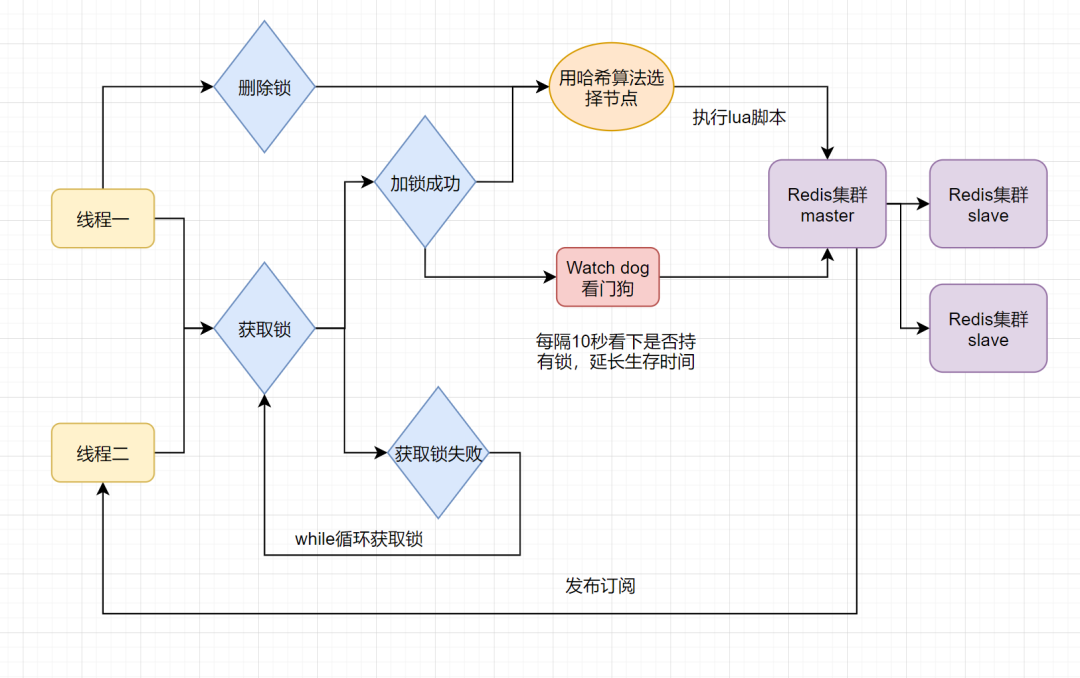 删除锁
用哈希算法选
择节点
执行lua脚本
加锁成功
线程一
Redis集群
master
Redis集群
slave
Watch dog
看门狗
获取锁
每隔10秒看下是否持
有锁，延长生存时间
Redis集群
slave
线程二
获取锁失败
while循环获取锁
发布订阅